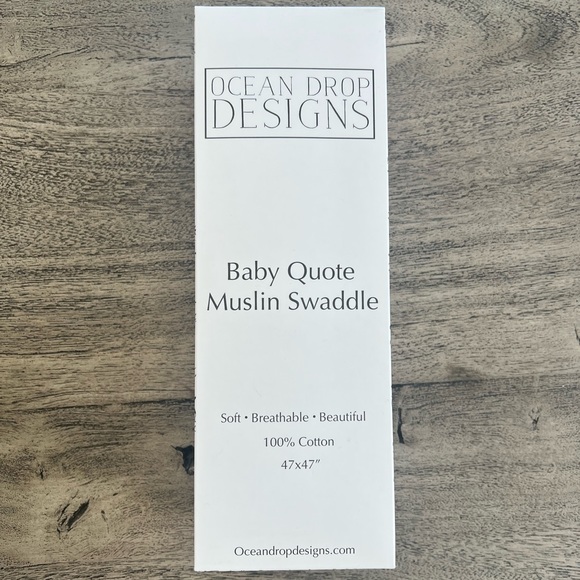 OCEAN DROP
DESIGNS
Baby Quote
Muslin Swaddle
Soft • Breathable • Beautiful
100% Cotton
47x47”
Oceandropdesigns.com